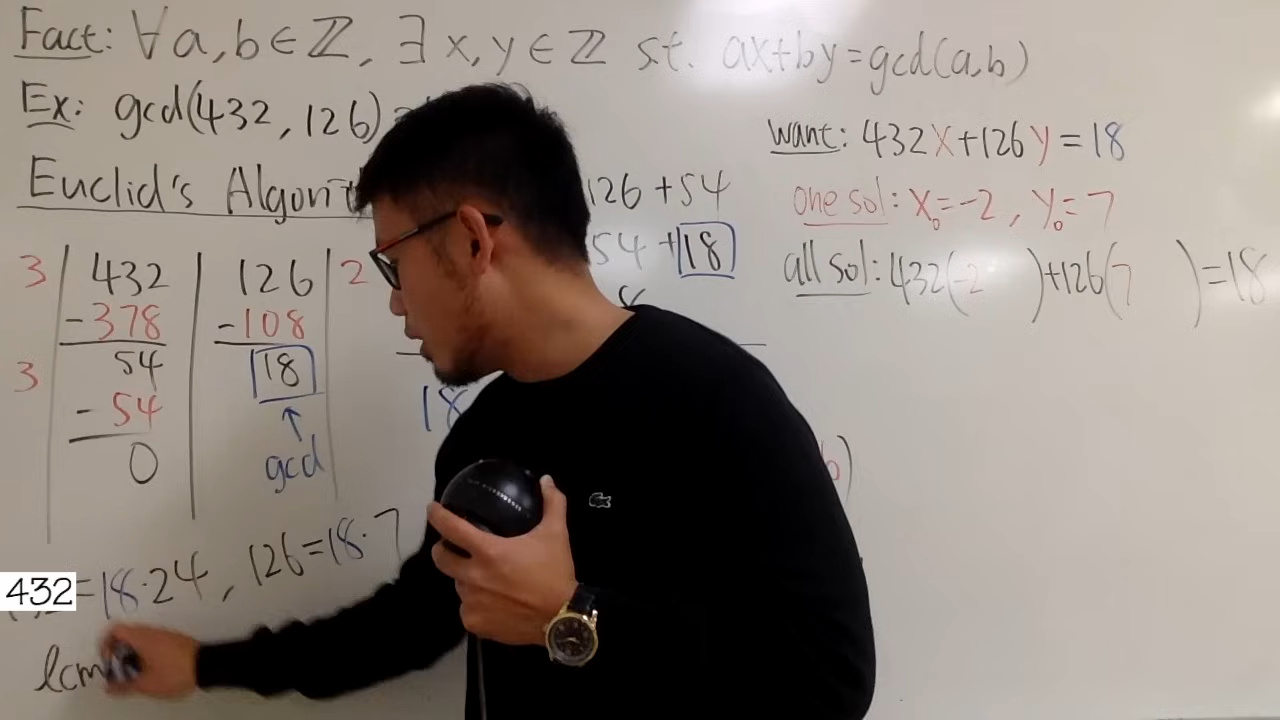 Fact: ∀ a, b ∈ ℤ, ∃ x, y ∈ ℤ s.t. ax+by=gcd(a,b)
Ex: gcd(432, 126)
want: 432x+126y=18
Euclid's
126 + 54
one sol: x₀=-2, y₀=7
54 + 18
all sol: 432(-2 )+126(7 )=18
3 432 126 2
-378 -108
3 54 18
- 54
18
0 gcd
b)
432=18·24, 126=18·7
lcm